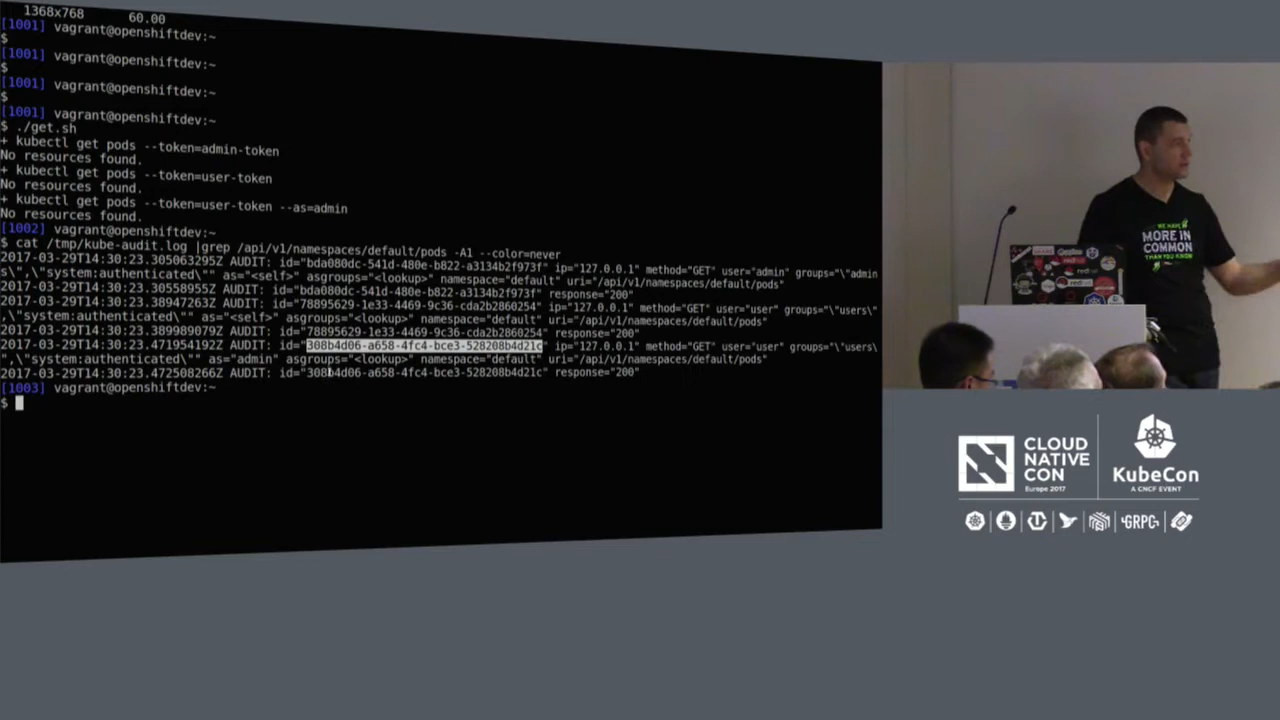 1368x768 60.00
[1001] vagrant@openshiftdev:~
$
[1001] vagrant@openshiftdev:~
$
[1001] vagrant@openshiftdev:~
$
[1001] vagrant@openshiftdev:~
$ ./get.sh
+ kubectl get pods --token=admin-token
No resources found.
+ kubectl get pods --token=user-token
No resources found.
+ kubectl get pods --token=user-token --as=admin
No resources found.
[1002] vagrant@openshiftdev:~
$ cat /tmp/kube-audit.log |grep /api/v1/namespaces/default/pods -A1 --color=never
2017-03-29T14:30:23.305063295Z AUDIT: id="bda080dc-541d-480e-b822-a3134b2f973f" ip="127.0.0.1" method="GET" user="admin" groups="\"admin
s\",\"system:authenticated\"" as="<self>" asgroups="<lookup>" namespace="default" uri="/api/v1/namespaces/default/pods"
2017-03-29T14:30:23.30558955Z AUDIT: id="bda080dc-541d-480e-b822-a3134b2f973f" response="200"
2017-03-29T14:30:23.38947263Z AUDIT: id="78895629-1e33-4469-9c36-cda2b2860254" ip="127.0.0.1" method="GET" user="user" groups="\"users\
",\"system:authenticated\"" as="<self>" asgroups="<lookup>" namespace="default" uri="/api/v1/namespaces/default/pods"
2017-03-29T14:30:23.389989079Z AUDIT: id="78895629-1e33-4469-9c36-cda2b2860254" response="200"
2017-03-29T14:30:23.471954192Z AUDIT: id="308b4d06-a658-4fc4-bce3-528208b4d21c" ip="127.0.0.1" method="GET" user="user" groups="\"users\
",\"system:authenticated\"" as="admin" asgroups="<lookup>" namespace="default" uri="/api/v1/namespaces/default/pods"
2017-03-29T14:30:23.472508266Z AUDIT: id="308b4d06-a658-4fc4-bce3-528208b4d21c" response="200"
[1003] vagrant@openshiftdev:~
$
WE HAVE
MORE IN
COMMON
THAN YOU KNOW
CLOUD
NATIVE
CON
Europe 2017
KubeCon
A CNCF EVENT
GRPC